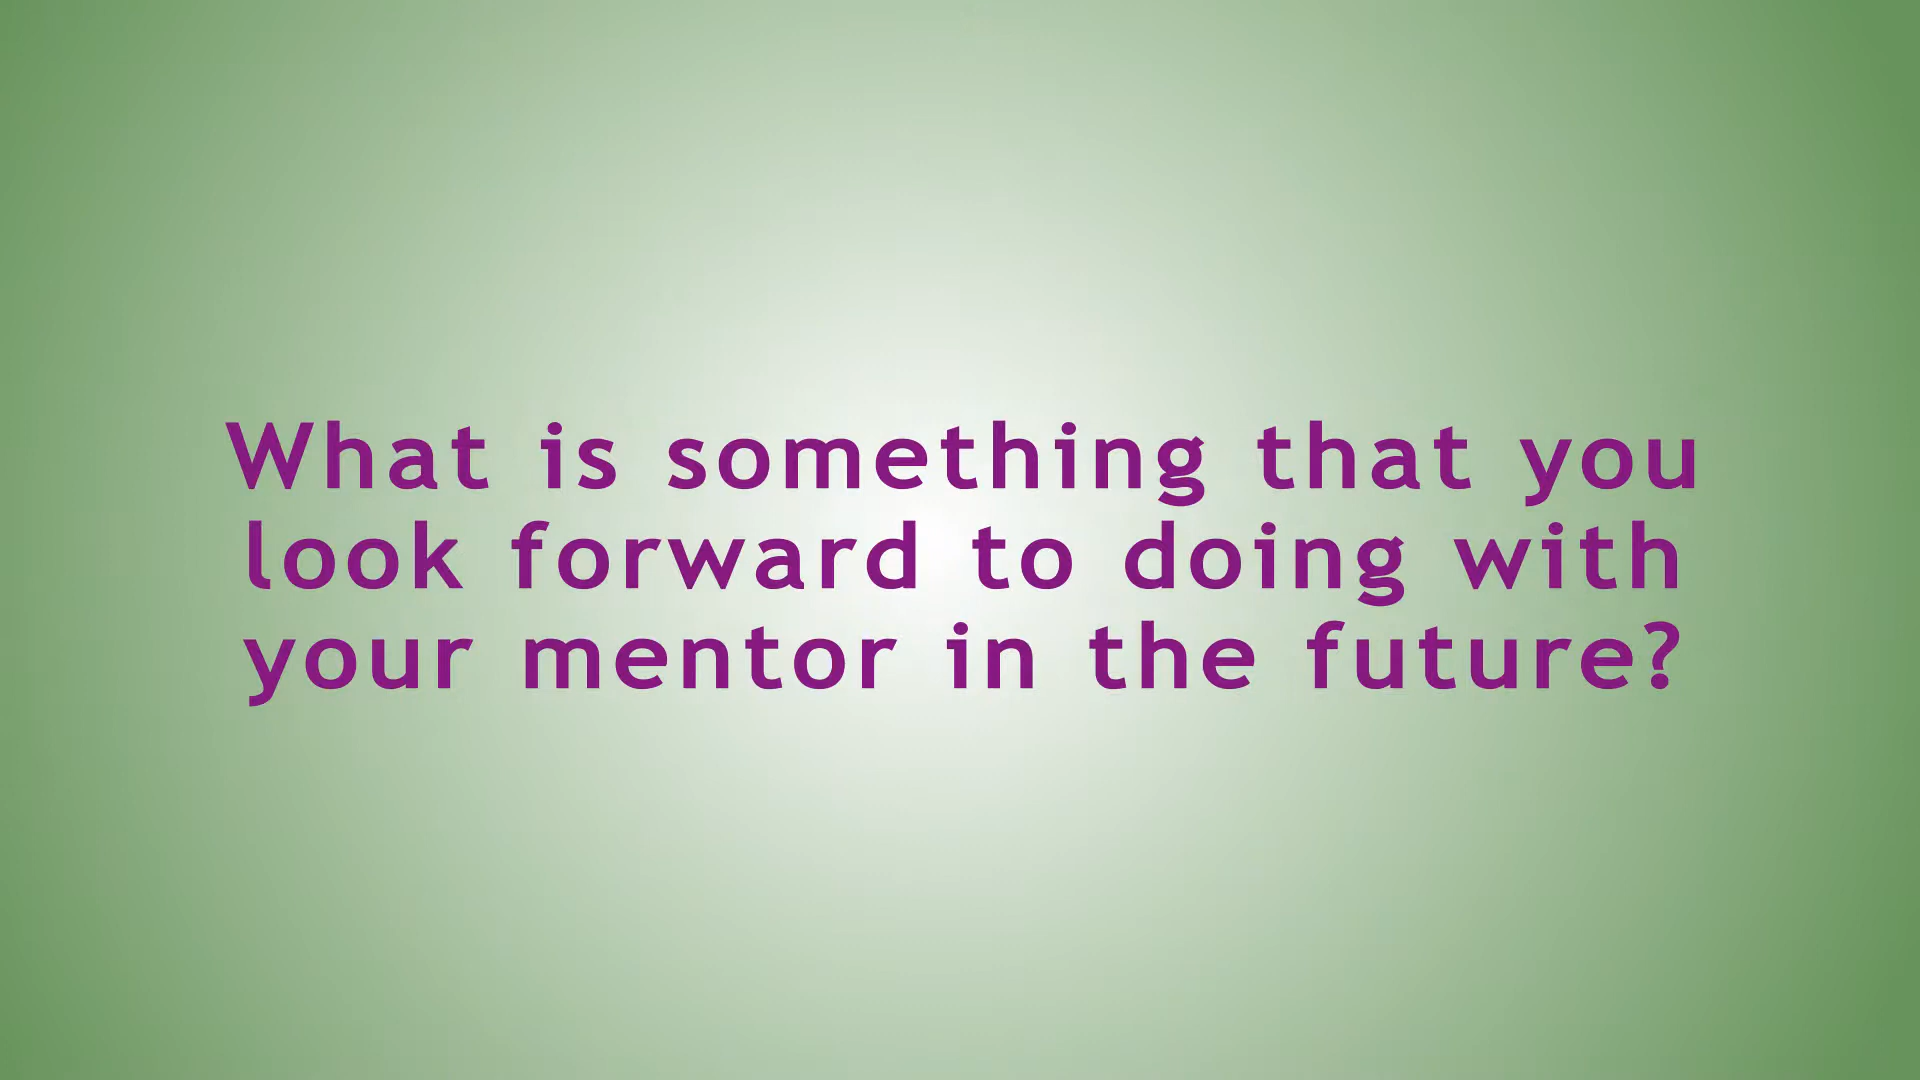 What is something that you
look forward to doing with
your mentor in the future?